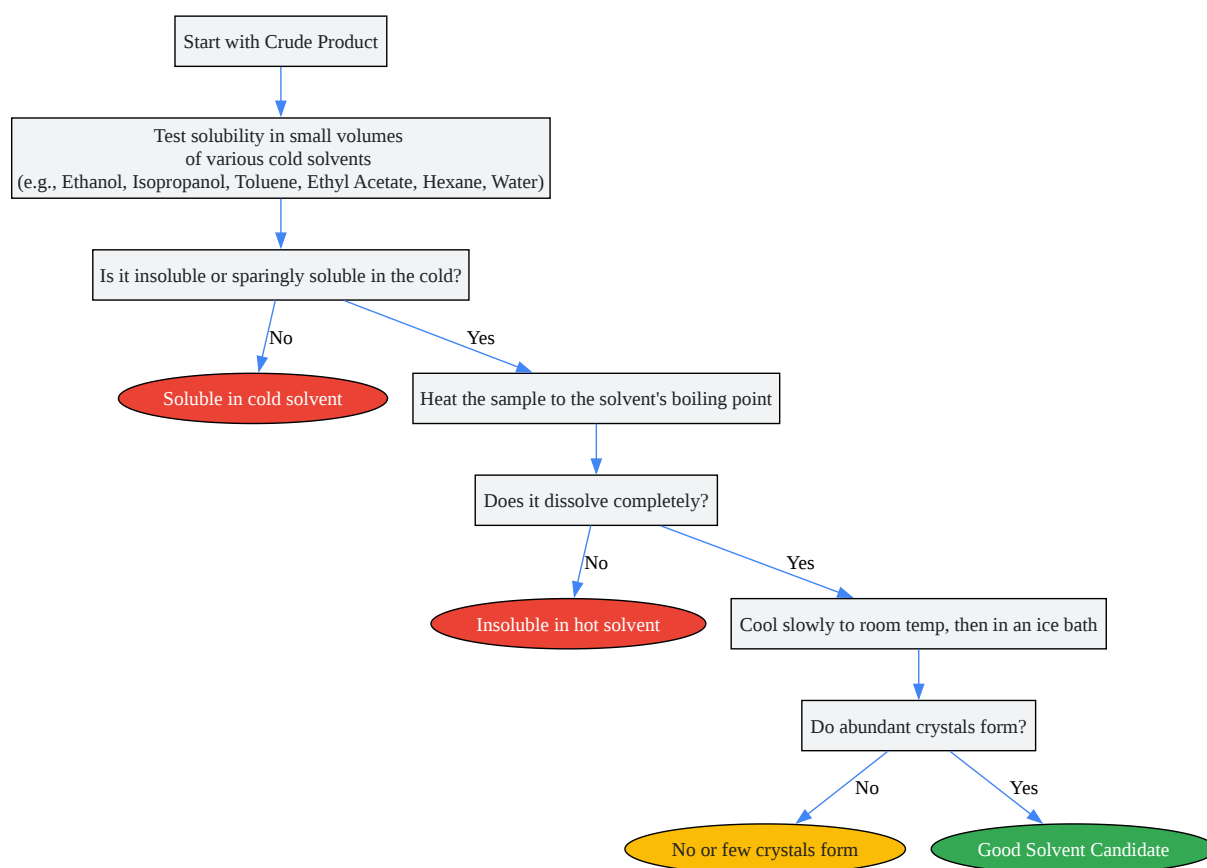 Start with Crude Product
Test solubility in small volumes
of various cold solvents
(e.g., Ethanol, Isopropanol, Toluene, Ethyl Acetate, Hexane, Water)
Is it insoluble or sparingly soluble in the cold?
No
Yes
Soluble in cold solvent
Heat the sample to the solvent's boiling point
Does it dissolve completely?
No
Yes
Insoluble in hot solvent
Cool slowly to room temp, then in an ice bath
Do abundant crystals form?
No
Yes
No or few crystals form
Good Solvent Candidate